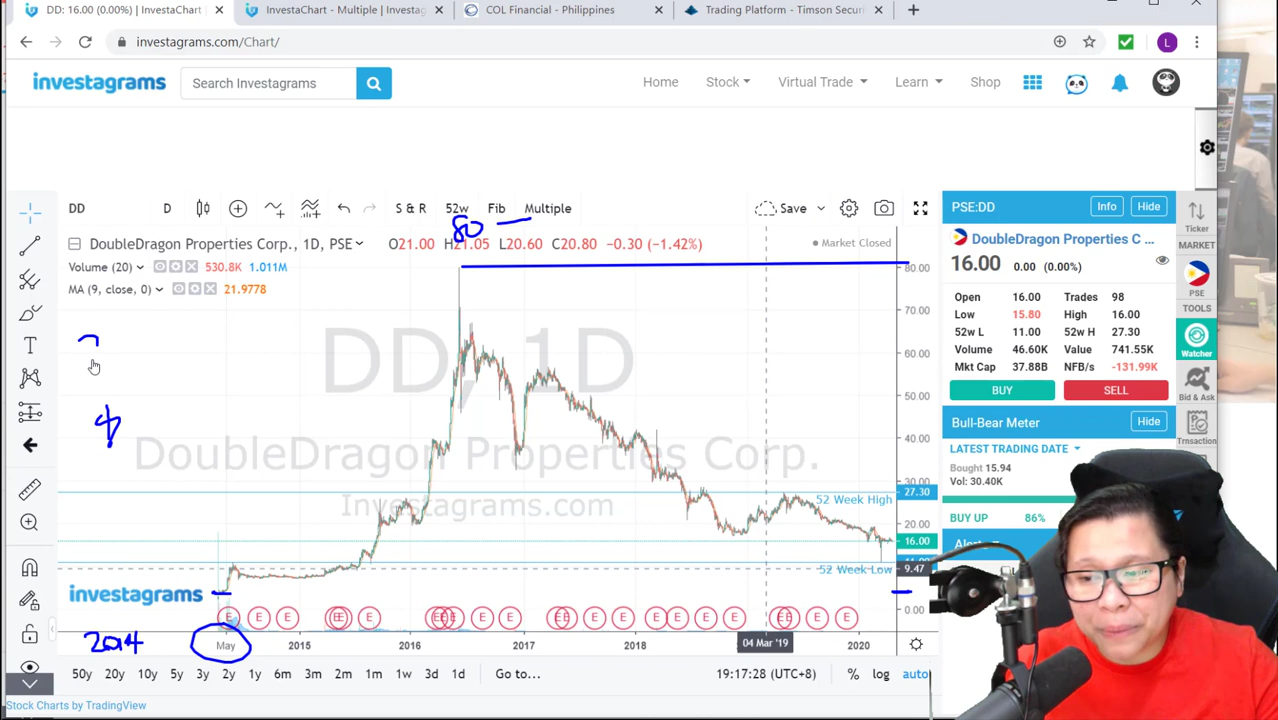 DD: 16.00 (0.00%) | InvestaChart
InvestaChart - Multiple | Investag
COL Financial - Philippines
Trading Platform - Timson Securi
investagrams.com/Chart/
L
investagrams
Search Investagrams
Home
Stock
Virtual Trade
Learn
Shop
DD
D
S & R
52w
Fib
Multiple
Save
80
DoubleDragon Properties Corp., 1D, PSE
O21.00 H21.05 L20.60 C20.80 −0.30 (−1.42%)
Market Closed
Volume (20)
530.8K 1.011M
MA (9, close, 0)
21.9778
DD, 1D
DoubleDragon Properties Corp.
Investagrams.com
80.00
70.00
60.00
50.00
40.00
30.00
27.30
52 Week High
20.00
16.00
11.00
9.47
52 Week Low
0.00
investagrams
E E E E E E E E E E E E E E E E E E
2014
May
2015
2016
2017
2018
04 Mar '19
2020
50y 20y 10y 5y 3y 2y 1y 6m 3m 2m 1m 1w 3d 1d
Go to...
19:17:28 (UTC+8)
%
log
auto
Stock Charts by TradingView
PSE:DD
Info
Hide
DoubleDragon Properties C ...
16.00 0.00 (0.00%)
Open 16.00 Trades 98
Low 15.80 High 16.00
52w L 11.00 52w H 27.30
Volume 46.60K Value 741.55K
Mkt Cap 37.88B NFB/s -131.99K
BUY
SELL
Bull-Bear Meter
Hide
LATEST TRADING DATE
Bought 15.94
Vol: 30.40K
BUY UP 86%
Ticker
MARKET
PSE
TOOLS
Watcher
Bid & Ask
Trnsaction